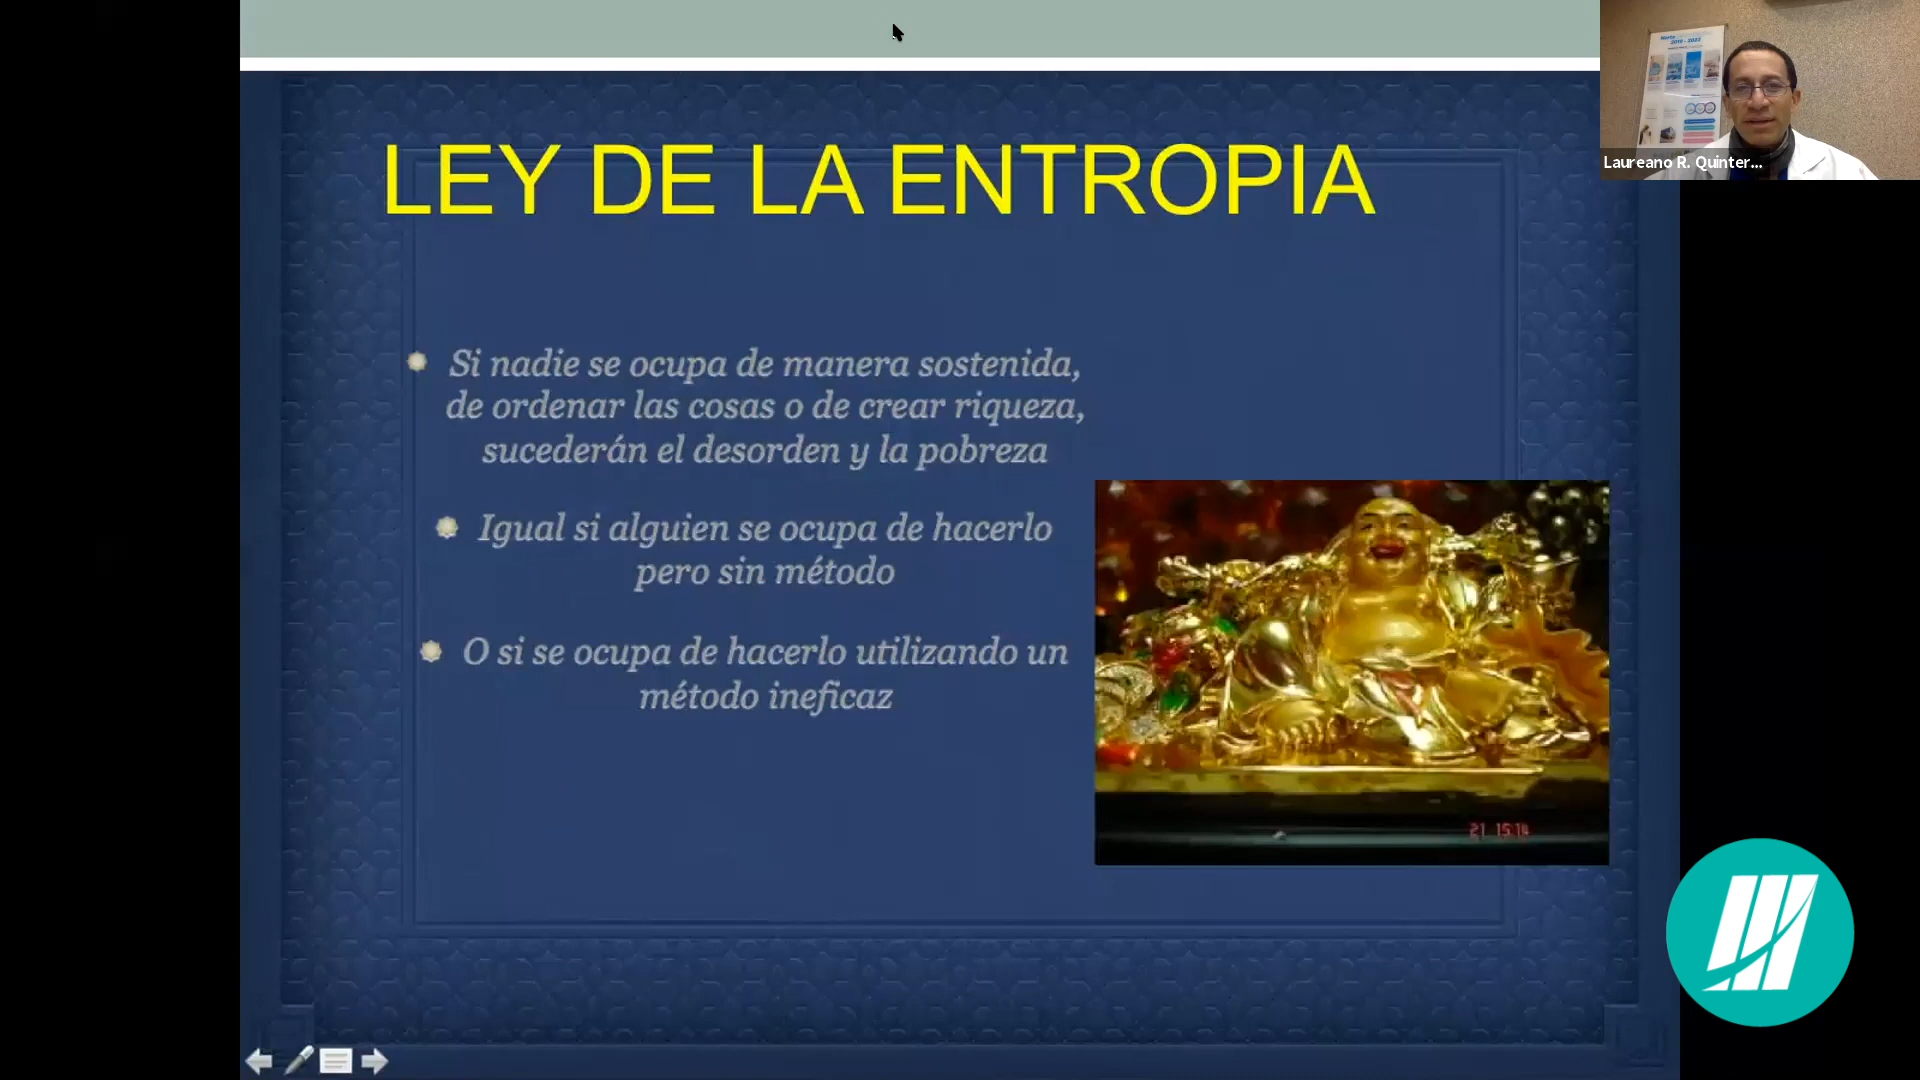 LEY DE LA ENTROPIA
Si nadie se ocupa de manera sostenida,
de ordenar las cosas o de crear riqueza,
sucederán el desorden y la pobreza
Igual si alguien se ocupa de hacerlo
pero sin método
O si se ocupa de hacerlo utilizando un
método ineficaz
21 15:14
2019 - 2022
Laureano R. Quinter...